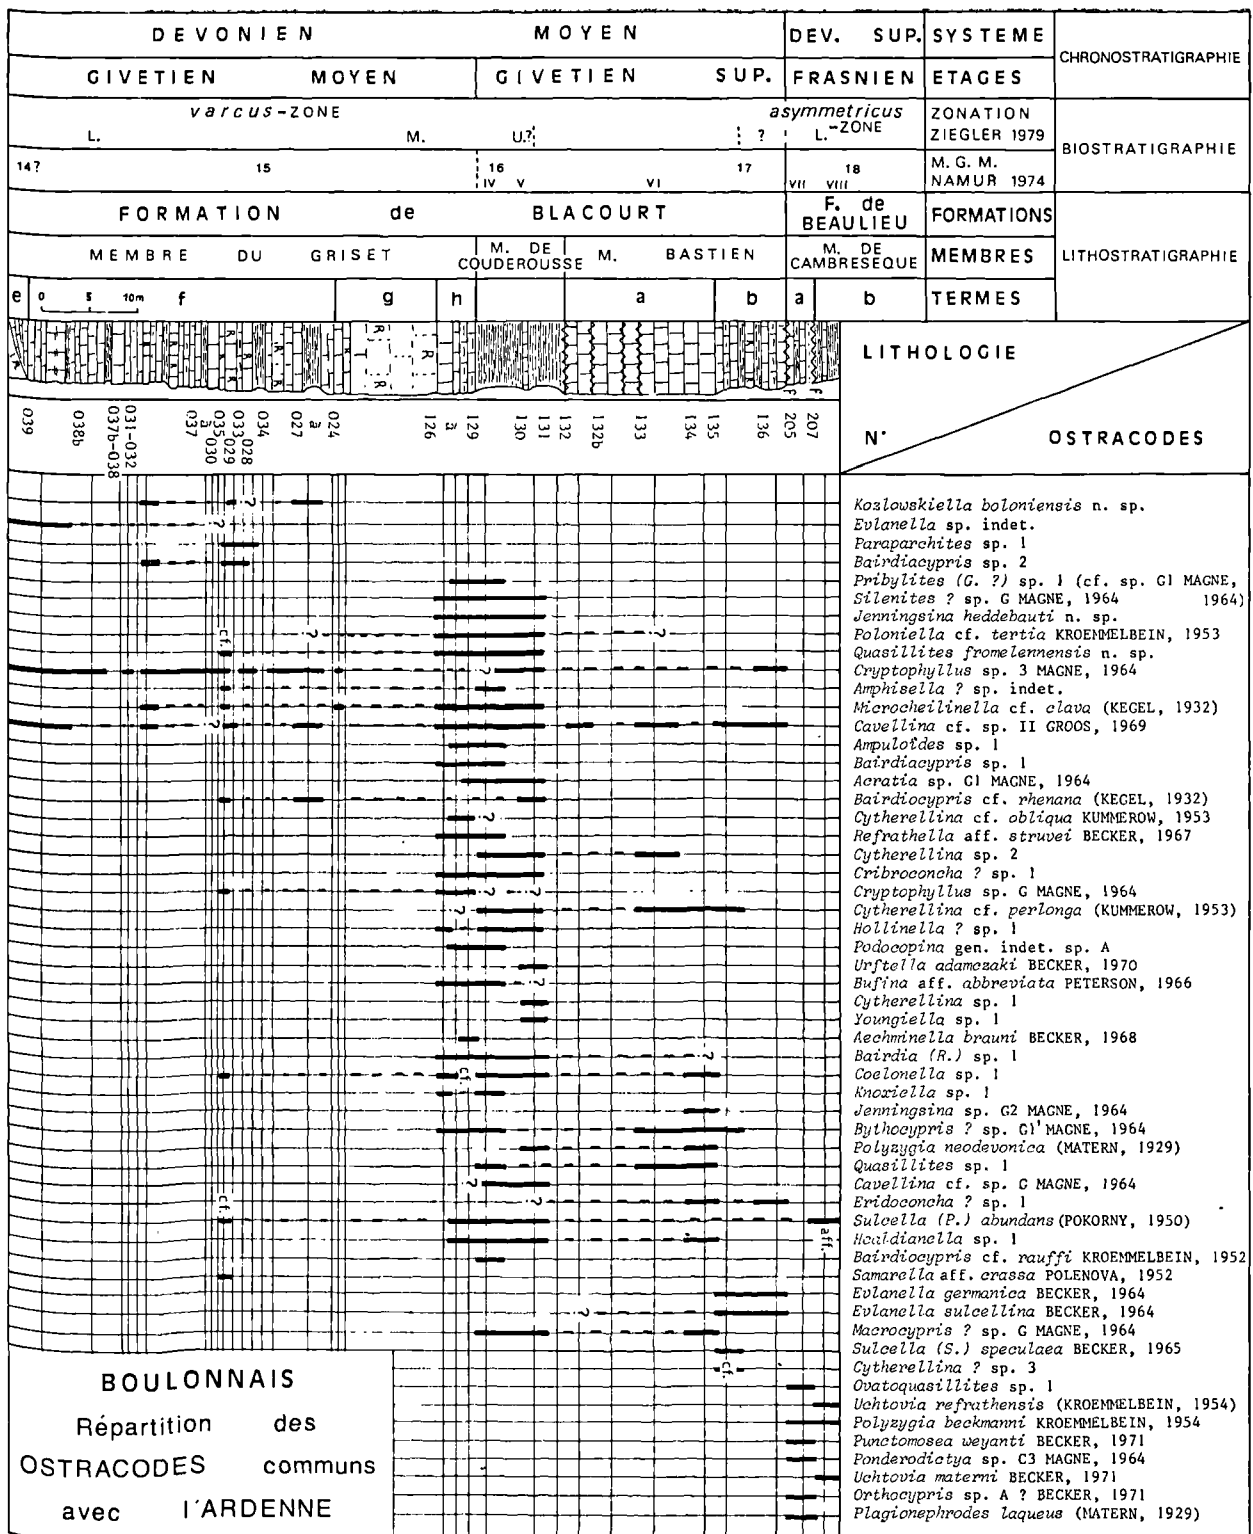 DEVONIEN MOYEN DEV. SUP. SYSTEME CHRONOSTRATIGRAPHIE
GIVETIEN MOYEN GIVETIEN SUP. FRASNIEN ETAGES
varcus-ZONE asymmetricus -ZONE ZONATION ZIEGLER 1979 BIOSTRATIGRAPHIE
L. M. U.? ? L.
14? 15 16 17 18 M. G. M. NAMUR 1974
IV V VI VII VIII
FORMATION de BLACOURT F. de BEAULIEU FORMATIONS LITHOSTRATIGRAPHIE
MEMBRE DU GRISET M. DE COUDEROUSSE M. BASTIEN M. DE CAMBRESEQUE MEMBRES
e 0 5 10m f g h a b a b TERMES
LITHOLOGIE
N° OSTRACODES
039 038b 037b-038 031-032 037 à 030 035 029 033 028 034 027 à 024 126 à 129 130 131 132 132b 133 134 135 136 205 207
Kozlowskiella boloniensis n. sp.
Evlanella sp. indet.
Paraparchites sp. 1
Bairdiacypris sp. 2
Pribylites (G. ?) sp. 1 (cf. sp. G1 MAGNE, 1964)
Silenites ? sp. G MAGNE, 1964
Jenningsina heddebauti n. sp.
Poloniella cf. tertia KROEMMELBEIN, 1953
Quasillites fromelennensis n. sp.
Cryptophyllus sp. 3 MAGNE, 1964
Amphisella ? sp. indet.
Microcheilinella cf. clava (KEGEL, 1932)
Cavellina cf. sp. II GROOS, 1969
Ampuloïdes sp. 1
Bairdiacypris sp. 1
Acratia sp. G1 MAGNE, 1964
Bairdiocypris cf. rhenana (KEGEL, 1932)
Cytherellina cf. obliqua KUMMEROW, 1953
Refrathella aff. struvei BECKER, 1967
Cytherellina sp. 2
Cribroconcha ? sp. 1
Cryptophyllus sp. G MAGNE, 1964
Cytherellina cf. perlonga (KUMMEROW, 1953)
Hollinella ? sp. 1
Podocopina gen. indet. sp. A
Urftella adamczaki BECKER, 1970
Bufina aff. abbreviata PETERSON, 1966
Cytherellina sp. 1
Youngiella sp. 1
Aechminella brauni BECKER, 1968
Bairdia (R.) sp. 1
Coelonella sp. 1
Knoxiella sp. 1
Jenningsina sp. G2 MAGNE, 1964
Bythocypris ? sp. G1' MAGNE, 1964
Polyzygia neodevonica (MATERN, 1929)
Quasillites sp. 1
Cavellina cf. sp. G MAGNE, 1964
Eridoconcha ? sp. 1
Sulcella (P.) abundans (POKORNY, 1950)
Healdianella sp. 1
Bairdiocypris cf. rauffi KROEMMELBEIN, 1952
Samarella aff. crassa POLENOVA, 1952
Evlanella germanica BECKER, 1964
Evlanella sulcellina BECKER, 1964
Macrocypris ? sp. G MAGNE, 1964
Sulcella (S.) speculaea BECKER, 1965
Cytherellina ? sp. 3
Ovatoquasillites sp. 1
Uchtovia refrathensis (KROEMMELBEIN, 1954)
Polyzygia beckmanni KROEMMELBEIN, 1954
Punctomosea weyanti BECKER, 1971
Ponderodictya sp. C3 MAGNE, 1964
Uchtovia materni BECKER, 1971
Orthocypris sp. A ? BECKER, 1971
Plagionephrodes laqueus (MATERN, 1929)
BOULONNAIS
Répartition des
OSTRACODES communs
avec l'ARDENNE